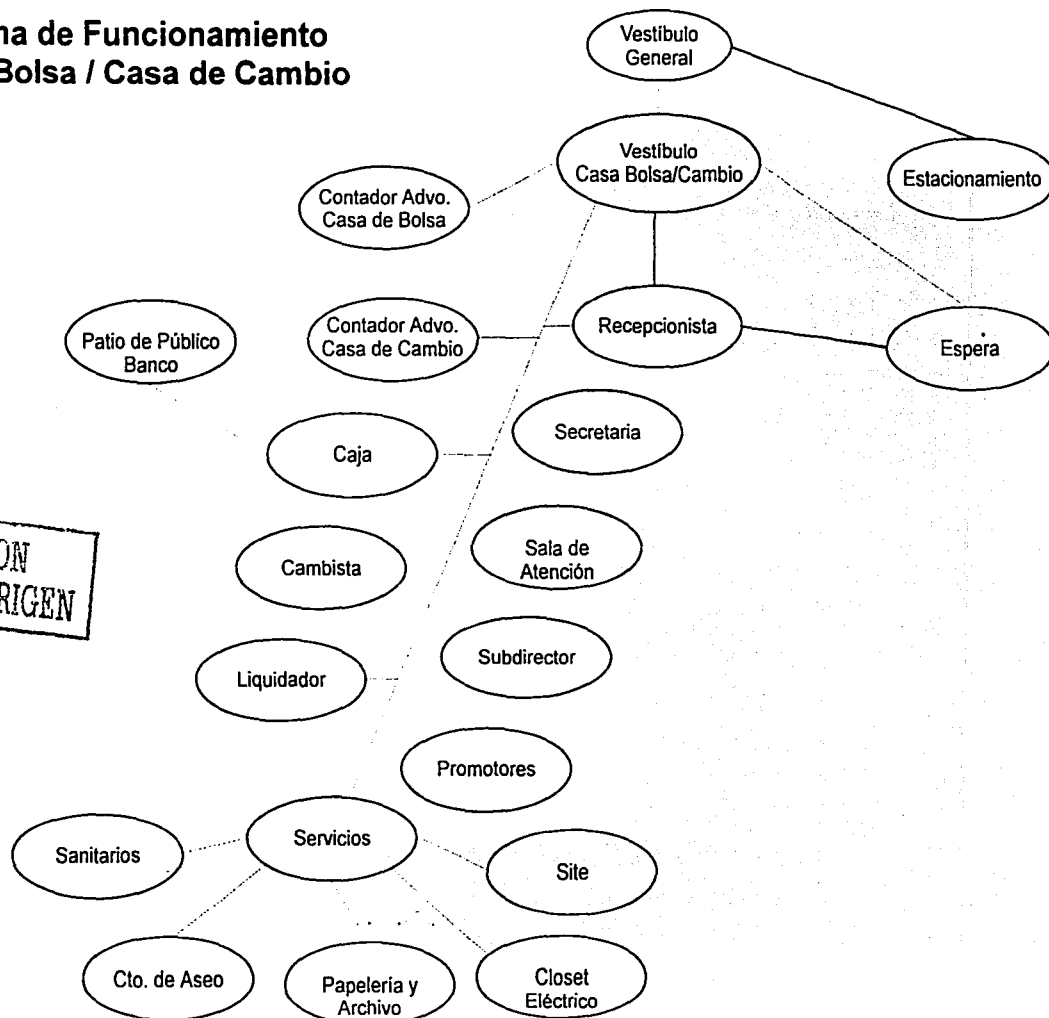 ma de Funcionamiento
Bolsa / Casa de Cambio
Vestíbulo
General
Vestíbulo
Casa Bolsa/Cambio
Estacionamiento
Contador Advo.
Casa de Bolsa
Patio de Público
Banco
Contador Advo.
Casa de Cambio
Recepcionista
Espera
Secretaria
Caja
Sala de
Atención
Cambista
ON
RIGEN
Subdirector
Liquidador
Promotores
Servicios
Sanitarios
Site
Cto. de Aseo
Papelería y
Archivo
Closet
Eléctrico